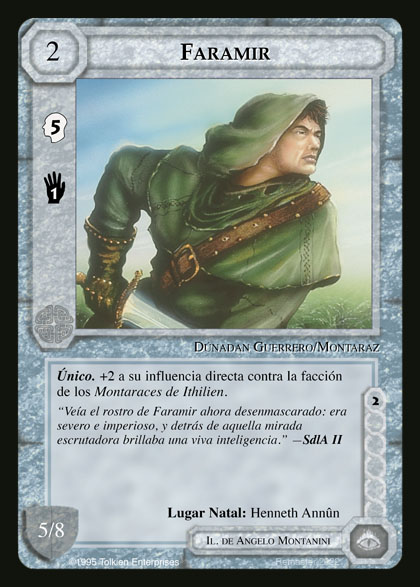 2
FARAMIR
5
1
DÚNADAN GUERRERO/MONTARAZ
Único. +2 a su influencia directa contra la facción
de los Montaraces de Ithilien.
2
“Veía el rostro de Faramir ahora desenmascarado: era
severo e imperioso, y detrás de aquella mirada
escrutadora brillaba una viva inteligencia.” —SdlA II
Lugar Natal: Henneth Annûn
5/8
IL. DE ANGELO MONTANINI
©1995 Tolkien Enterprises